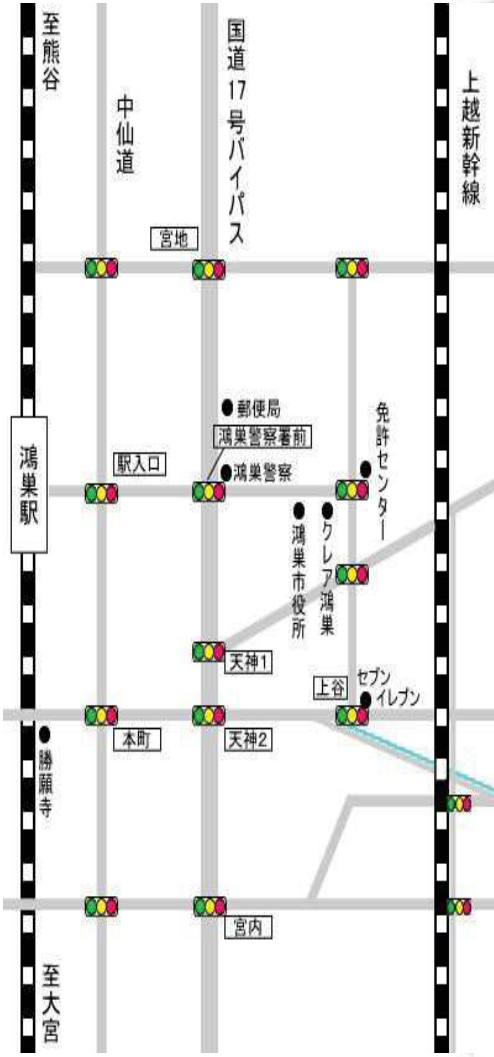 至熊谷
中仙道
国道17号バイパス
上越新幹線
宮地
郵便局
鴻巣警察署前
鴻巣警察
駅入口
免許センター
鴻巣駅
鴻巣市役所
クレア鴻巣
天神1
上谷
セブン
イレブン
本町
天神2
勝願寺
宮内
至大宮